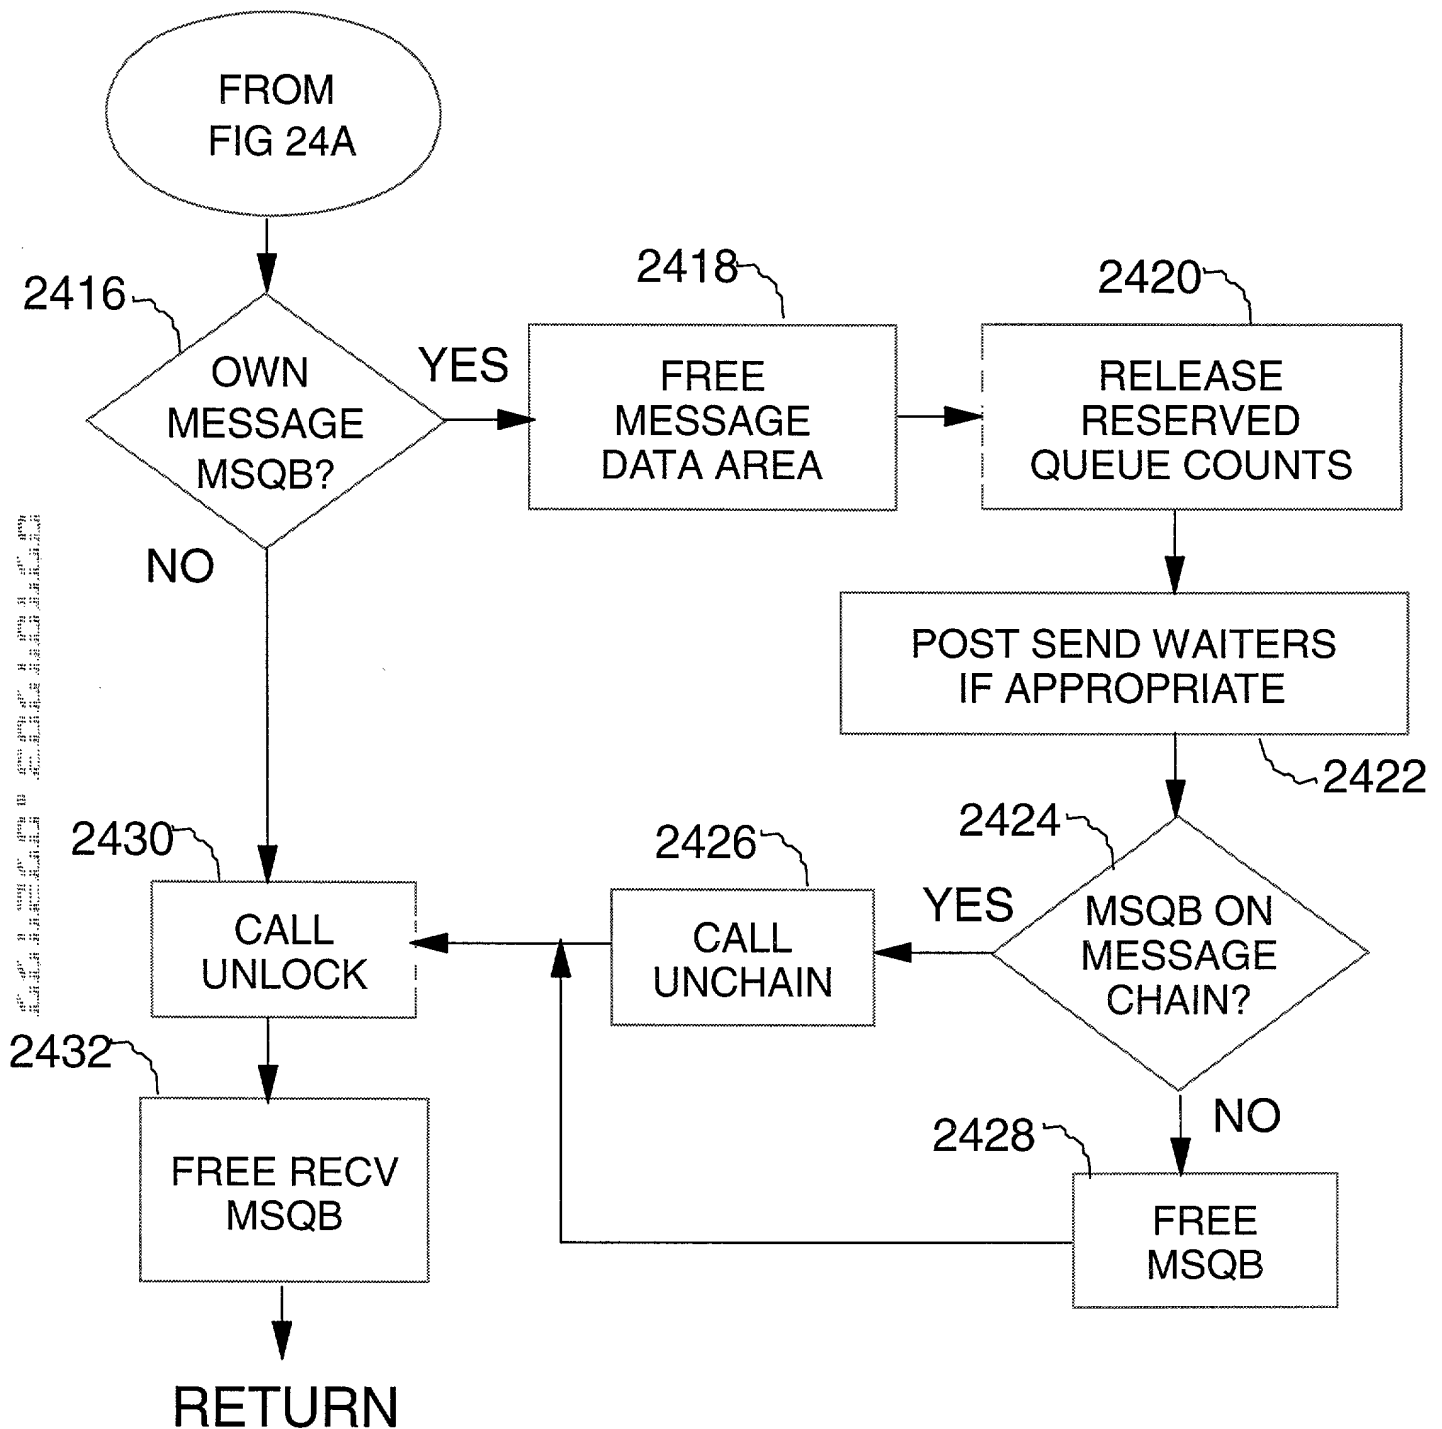 FROM
FIG 24A
2416
OWN
MESSAGE
MSQB?
YES
NO
2418
FREE
MESSAGE
DATA AREA
2420
RELEASE
RESERVED
QUEUE COUNTS
POST SEND WAITERS
IF APPROPRIATE
2422
2424
MSQB ON
MESSAGE
CHAIN?
YES
NO
2426
CALL
UNCHAIN
2428
FREE
MSQB
2430
CALL
UNLOCK
2432
FREE RECV
MSQB
RETURN